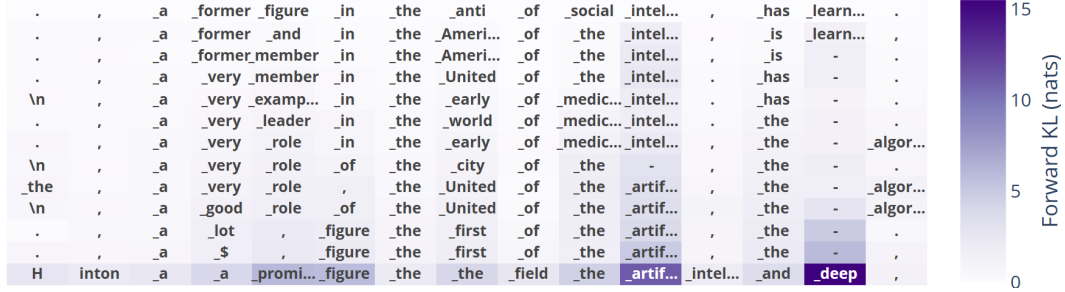 . , _a _former _figure _in _the _anti _of _social _intel... , _has _learn... .
. , _a _former _and _in _the _Ameri... _of _the _intel... , _is _learn... ,
. , _a _former _member _in _the _Ameri... _of _the _intel... , _is - .
. , _a _very _member _in _the _United _of _the _intel... . _has - .
\n , _a _very _examp... _in _the _early _of _medic... _intel... . _has - .
. , _a _very _leader _in _the _world _of _medic... _intel... . _the - .
. , _a _very _role _in _the _early _of _medic... _intel... , _the - _algor...
\n , _a _very _role _of _the _city _of _the - , _the - .
_the , _a _very _role , _the _United _of _the _artif... , _the - _algor...
\n , _a _good _role _of _the _United _of _the _artif... , _the - _algor...
. , _a _lot , _figure _the _first _of _the _artif... , _the - .
. , _a _$ , _figure _the _first _of _the _artif... , _the - .
H inton _a _a _promi... _figure _the _the _field _the _artif... _intel... _and _deep ,
15
10
5
0
Forward KL (nats)